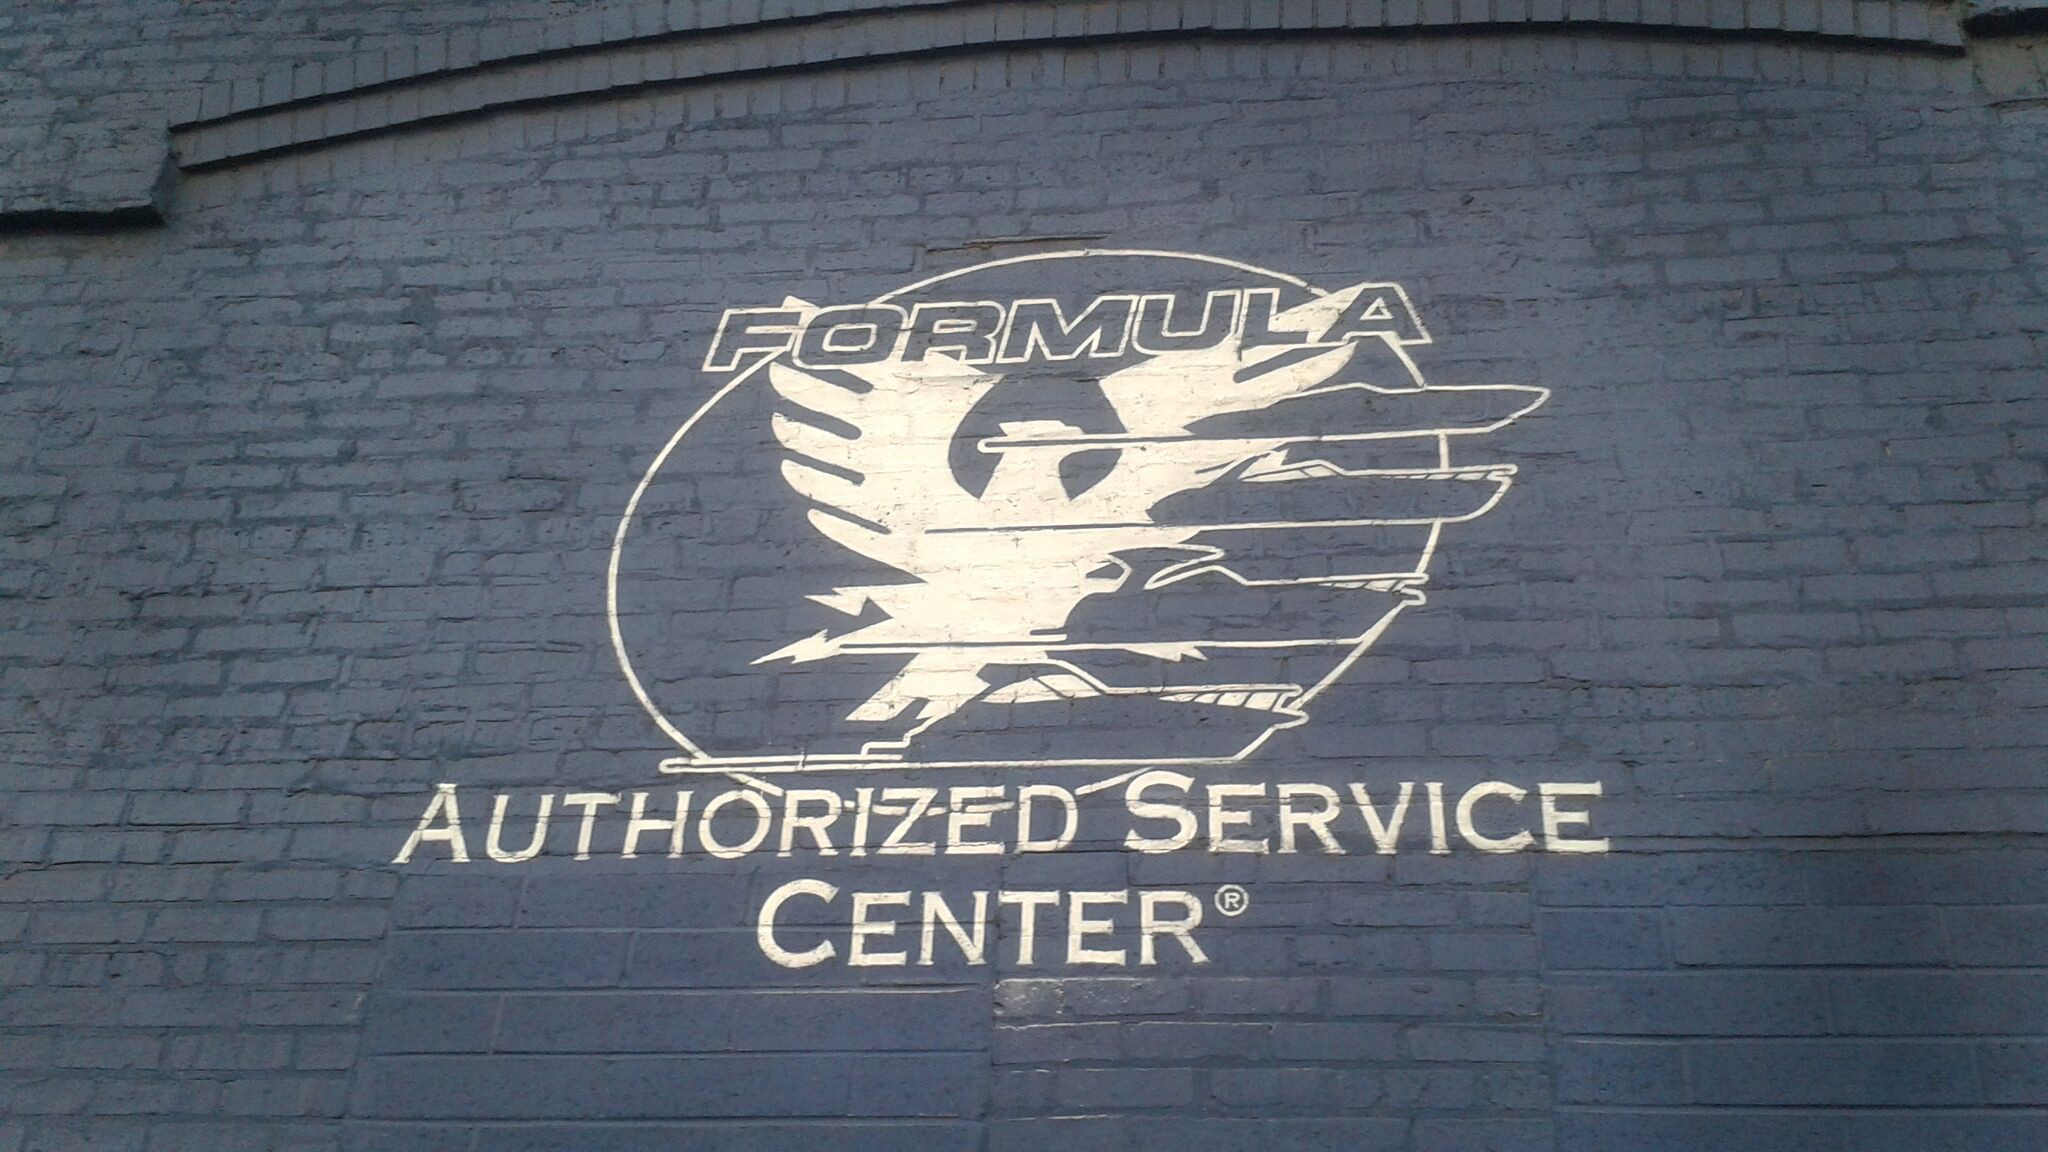 FORMULA
AUTHORIZED SERVICE
CENTER®